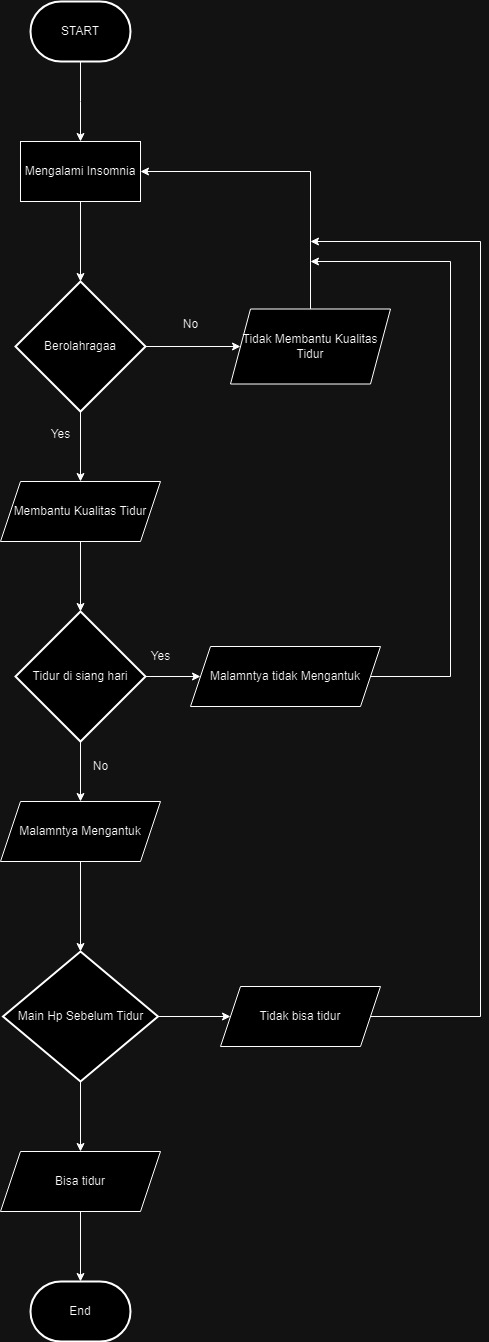 START
Mengalami Insomnia
Berolahragaa
No
Tidak Membantu Kualitas
Tidur
Yes
Membantu Kualitas Tidur
Tidur di siang hari
Yes
Malamntya tidak Mengantuk
No
Malamntya Mengantuk
Main Hp Sebelum Tidur
Tidak bisa tidur
Bisa tidur
End